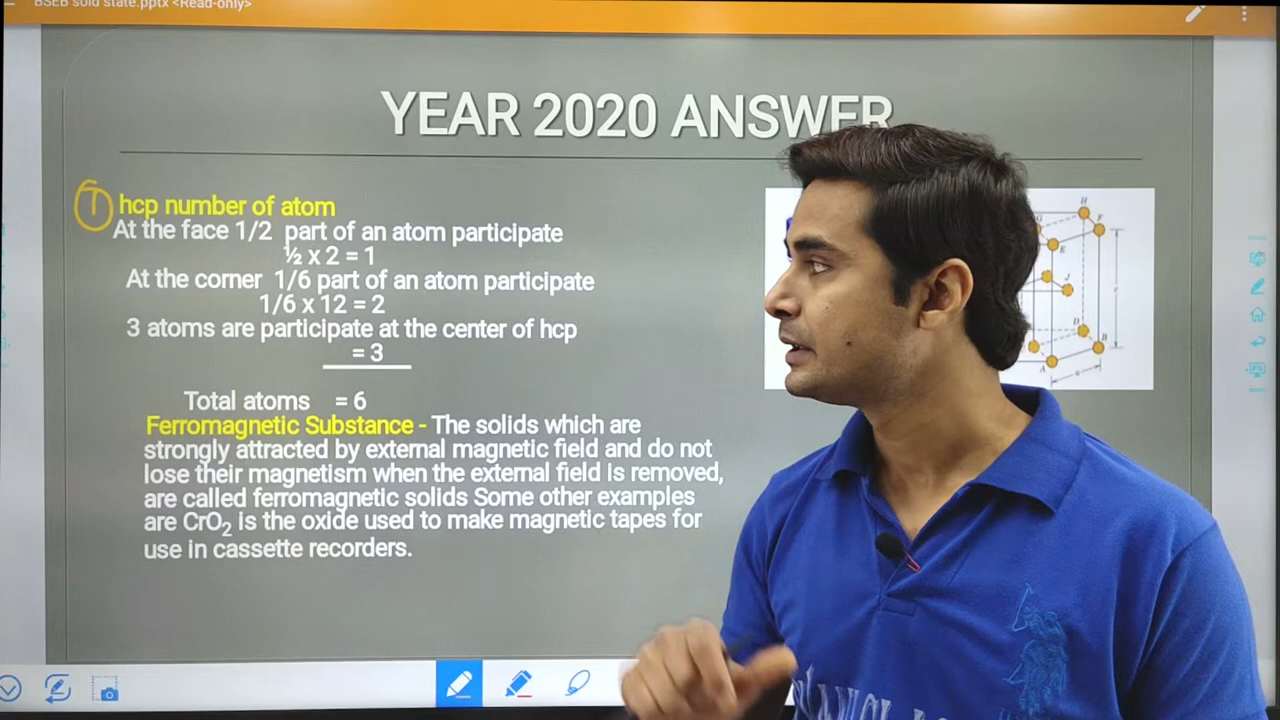 BSEB solid state.pptx <Read-only>
YEAR 2020 ANSWER
1 hcp number of atom
At the face 1/2 part of an atom participate
½ x 2 = 1
At the corner 1/6 part of an atom participate
1/6 x 12 = 2
3 atoms are participate at the center of hcp
= 3
Total atoms = 6
Ferromagnetic Substance - The solids which are
strongly attracted by external magnetic field and do not
lose their magnetism when the external field is removed,
are called ferromagnetic solids Some other examples
are CrO2 is the oxide used to make magnetic tapes for
use in cassette recorders.
H
F
E
J
D
B
A
c
a